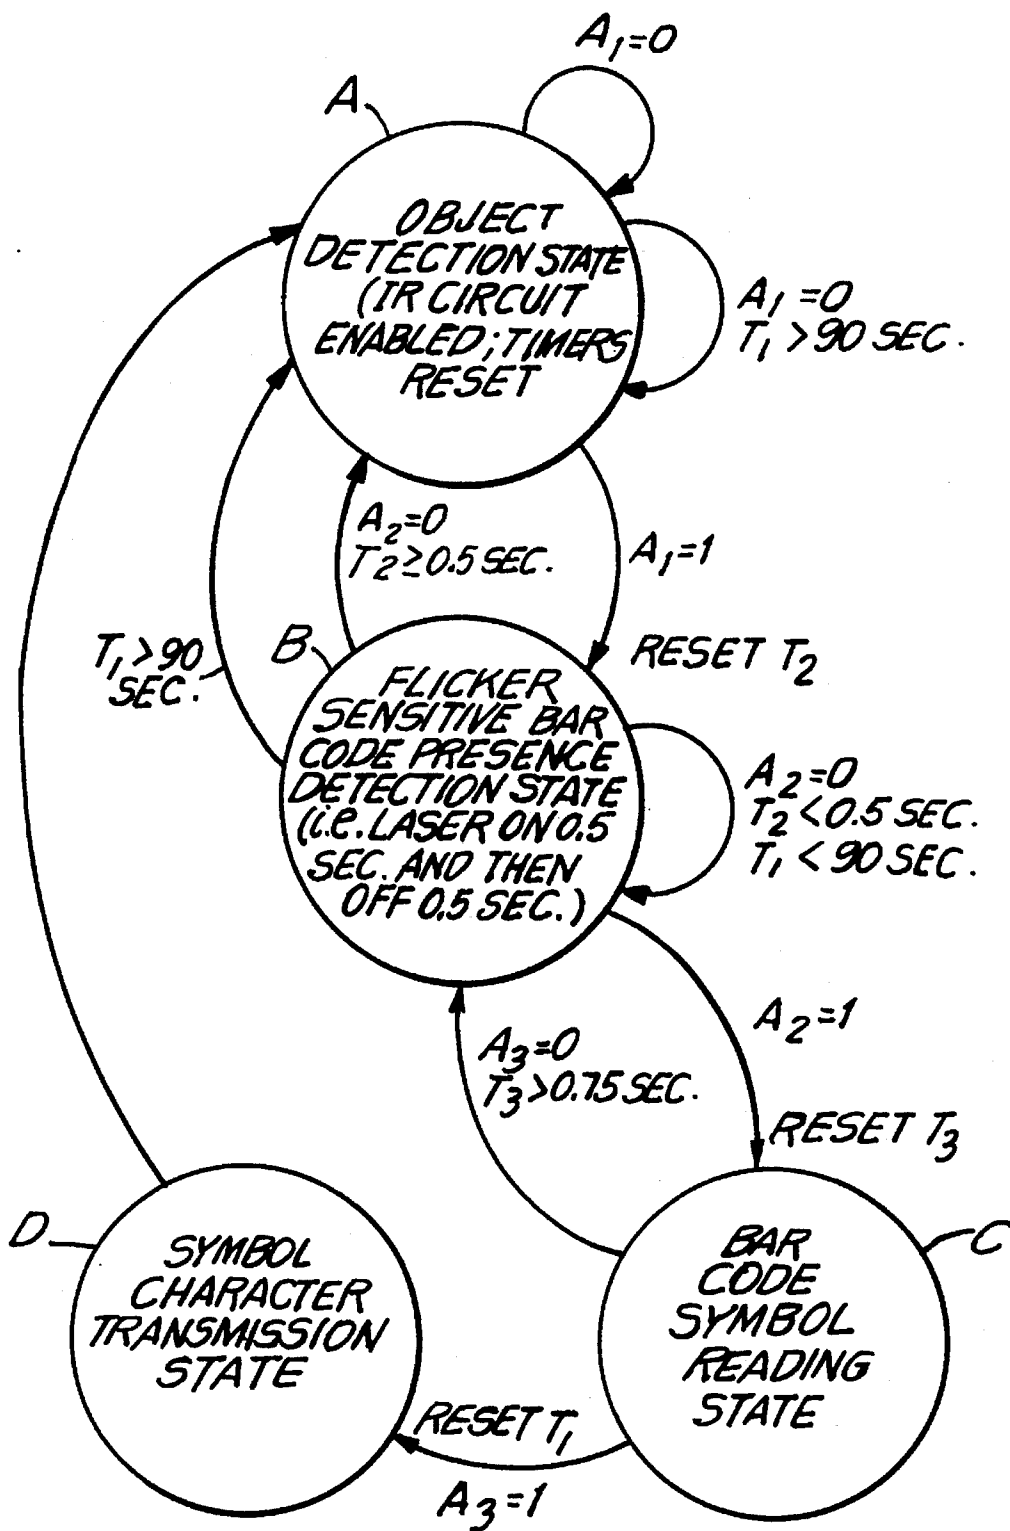 A₁=0
A
OBJECT
DETECTION STATE
(IR CIRCUIT
ENABLED; TIMERS
RESET
A₁=0
T₁ > 90 SEC.
A₂=0
T₂ ≥ 0.5 SEC.
A₁=1
RESET T₂
T₁ > 90
SEC.
B
FLICKER
SENSITIVE BAR
CODE PRESENCE
DETECTION STATE
(i.e. LASER ON 0.5
SEC. AND THEN
OFF 0.5 SEC.)
A₂=0
T₂ < 0.5 SEC.
T₁ < 90 SEC.
A₂=1
A₃=0
T₃ > 0.75 SEC.
RESET T₃
D
SYMBOL
CHARACTER
TRANSMISSION
STATE
C
BAR
CODE
SYMBOL
READING
STATE
RESET T₁
A₃=1